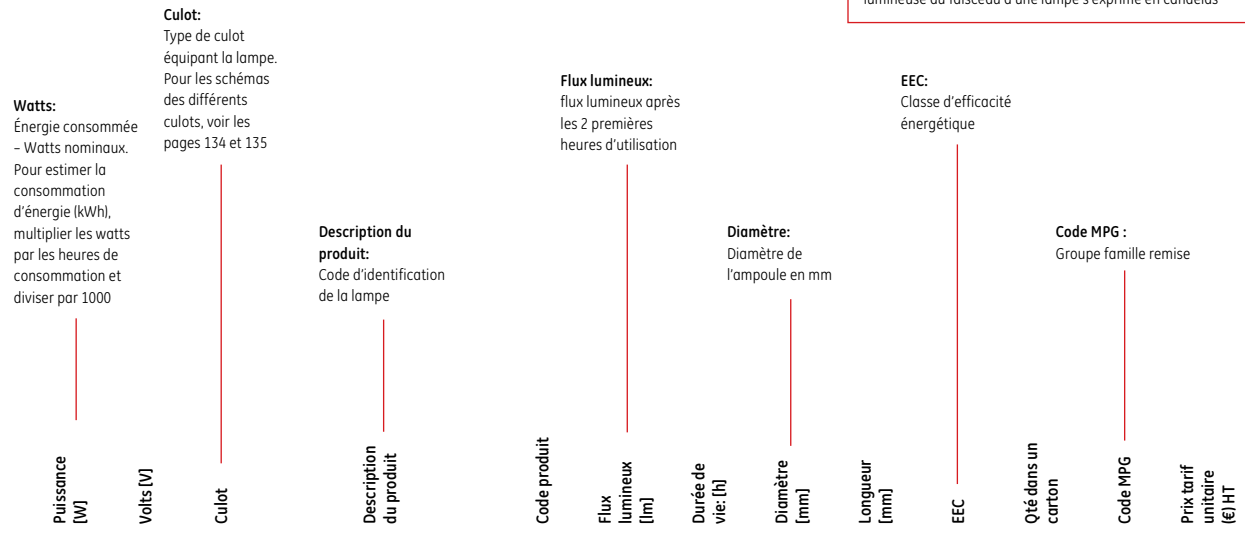 lumineuse du faisceau d'une lampe s'exprime en candelas
Culot:
Type de culot
équipant la lampe.
Pour les schémas
des différents
culots, voir les
pages 134 et 135
Watts:
Énergie consommée
– Watts nominaux.
Pour estimer la
consommation
d'énergie (kWh),
multiplier les watts
par les heures de
consommation et
diviser par 1000
Description du
produit:
Code d'identification
de la lampe
Flux lumineux:
flux lumineux après
les 2 premières
heures d'utilisation
Diamètre:
Diamètre de
l'ampoule en mm
EEC:
Classe d'efficacité
énergétique
Code MPG :
Groupe famille remise
Puissance
[W]
Volts [V]
Culot
Description
du produit
Code produit
Flux
lumineux
[lm]
Durée de
vie: [h]
Diamètre
[mm]
Longueur
[mm]
EEC
Qté dans un
carton
Code MPG
Prix tarif
unitaire
(€) HT